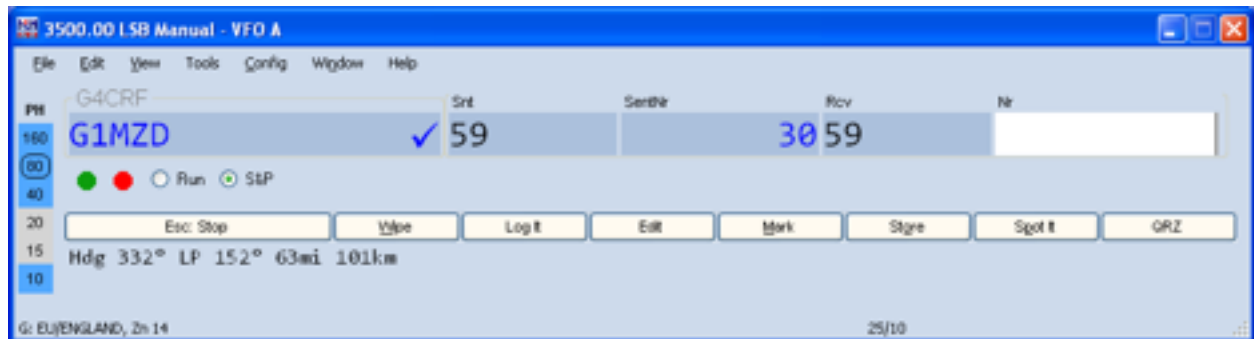 3500.00 LSB Manual - VFO A
File Edit View Tools Config Window Help
G4CRF Snt SentNr Rcv Nr
PH
G1MZD 59 30 59
160
80
Run S&P
40
20
Esc: Stop Wipe Log It Edit Mark Store Spot It QRZ
15
Hdg 332° LP 152° 63mi 101km
10
G: EU/ENGLAND, Zn 14 25/10